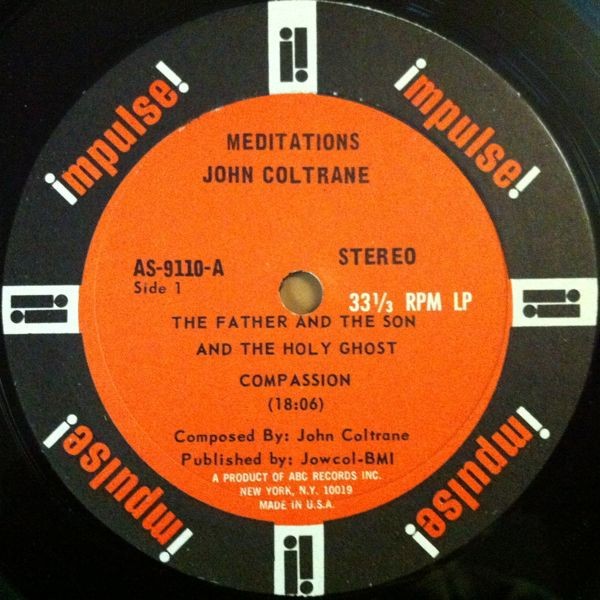 impulse!
impulse!
MEDITATIONS
JOHN COLTRANE
AS-9110-A
STEREO
Side 1
33 1/3 RPM LP
THE FATHER AND THE SON
AND THE HOLY GHOST
COMPASSION
(18:06)
Composed By: John Coltrane
Published by: Jowcol-BMI
A PRODUCT OF ABC RECORDS INC.
NEW YORK, N.Y. 10019
MADE IN U.S.A.
impulse!
impulse!